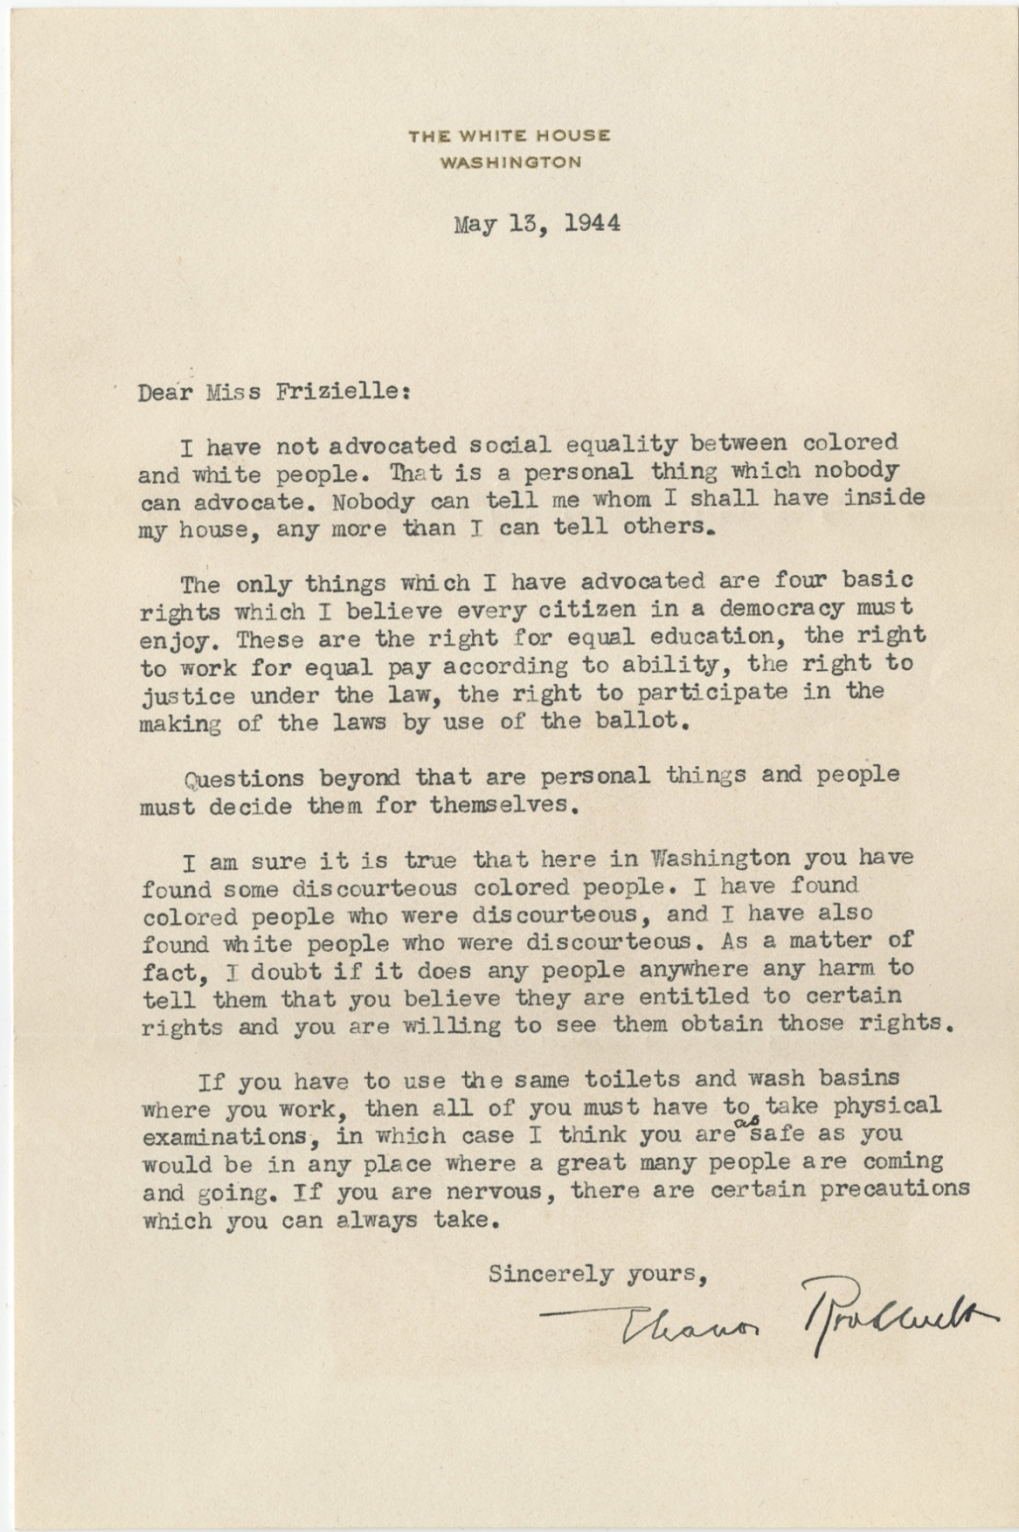 THE WHITE HOUSE
WASHINGTON
May 13, 1944
Dear Miss Frizielle:
I have not advocated social equality between colored
and white people. That is a personal thing which nobody
can advocate. Nobody can tell me whom I shall have inside
my house, any more than I can tell others.
The only things which I have advocated are four basic
rights which I believe every citizen in a democracy must
enjoy. These are the right for equal education, the right
to work for equal pay according to ability, the right to
justice under the law, the right to participate in the
making of the laws by use of the ballot.
Questions beyond that are personal things and people
must decide them for themselves.
I am sure it is true that here in Washington you have
found some discourteous colored people. I have found
colored people who were discourteous, and I have also
found white people who were discourteous. As a matter of
fact, I doubt if it does any people anywhere any harm to
tell them that you believe they are entitled to certain
rights and you are willing to see them obtain those rights.
If you have to use the same toilets and wash basins
where you work, then all of you must have to take physical
examinations, in which case I think you are as safe as you
would be in any place where a great many people are coming
and going. If you are nervous, there are certain precautions
which you can always take.
Sincerely yours,
Eleanor Roosevelt